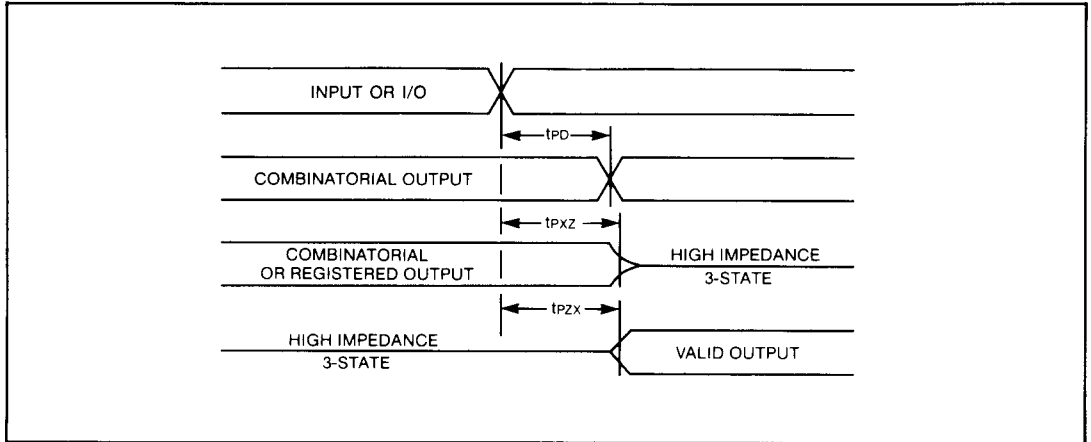 INPUT OR I/O
tPD
COMBINATORIAL OUTPUT
tPXZ
COMBINATORIAL
OR REGISTERED OUTPUT
HIGH IMPEDANCE
3-STATE
tPZX
HIGH IMPEDANCE
3-STATE
VALID OUTPUT